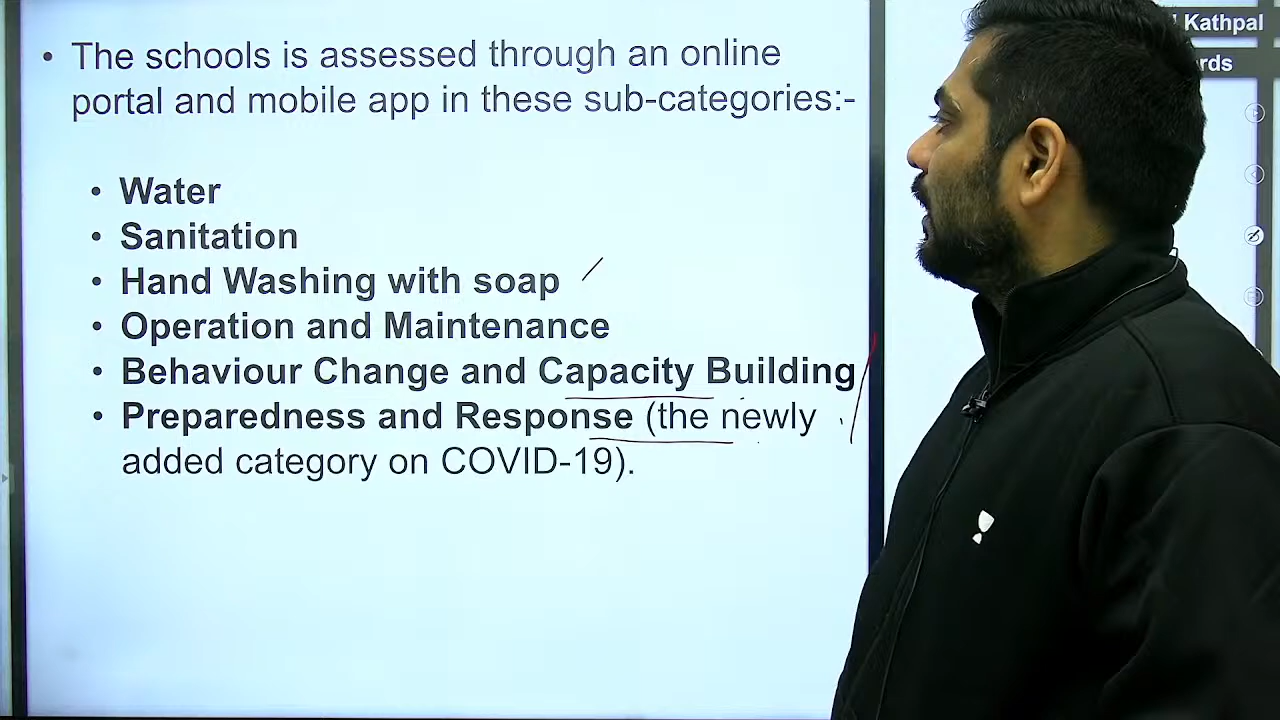 Kathpal
• The schools is assessed through an online
portal and mobile app in these sub-categories:-
• Water
• Sanitation
• Hand Washing with soap
• Operation and Maintenance
• Behaviour Change and Capacity Building
• Preparedness and Response (the newly
added category on COVID-19).